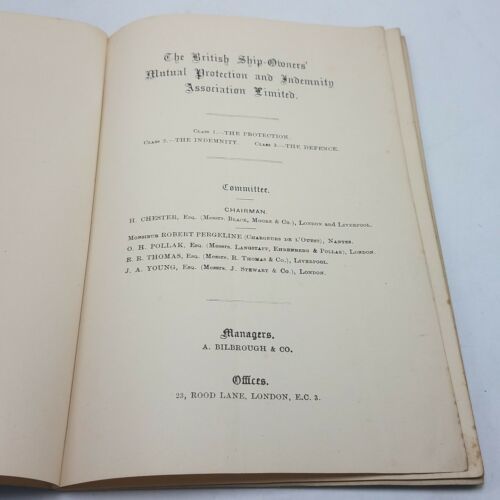 The British Ship-Owners'
Mutual Protection and Indemnity
Association Limited.
Class 1.—THE PROTECTION.
Class 2.—THE INDEMNITY. Class 3.—THE DEFENCE.
Committee.
CHAIRMAN.
H. CHESTER, Esq. (Messrs. Black, Moore & Co.), London and Liverpool.
Monsieur ROBERT PERGELINE (Chargeurs de l'Ouest), Nantes.
O. H. POLLAK, Esq. (Messrs. Langstaff, Ehrenberg & Pollak), London.
R. R. THOMAS, Esq. (Messrs. R. Thomas & Co.), Liverpool.
J. A. YOUNG, Esq. (Messrs. J. Stewart & Co.), London.
Managers.
A. BILBROUGH & CO.
Offices.
23, ROOD LANE, LONDON, E.C. 3.